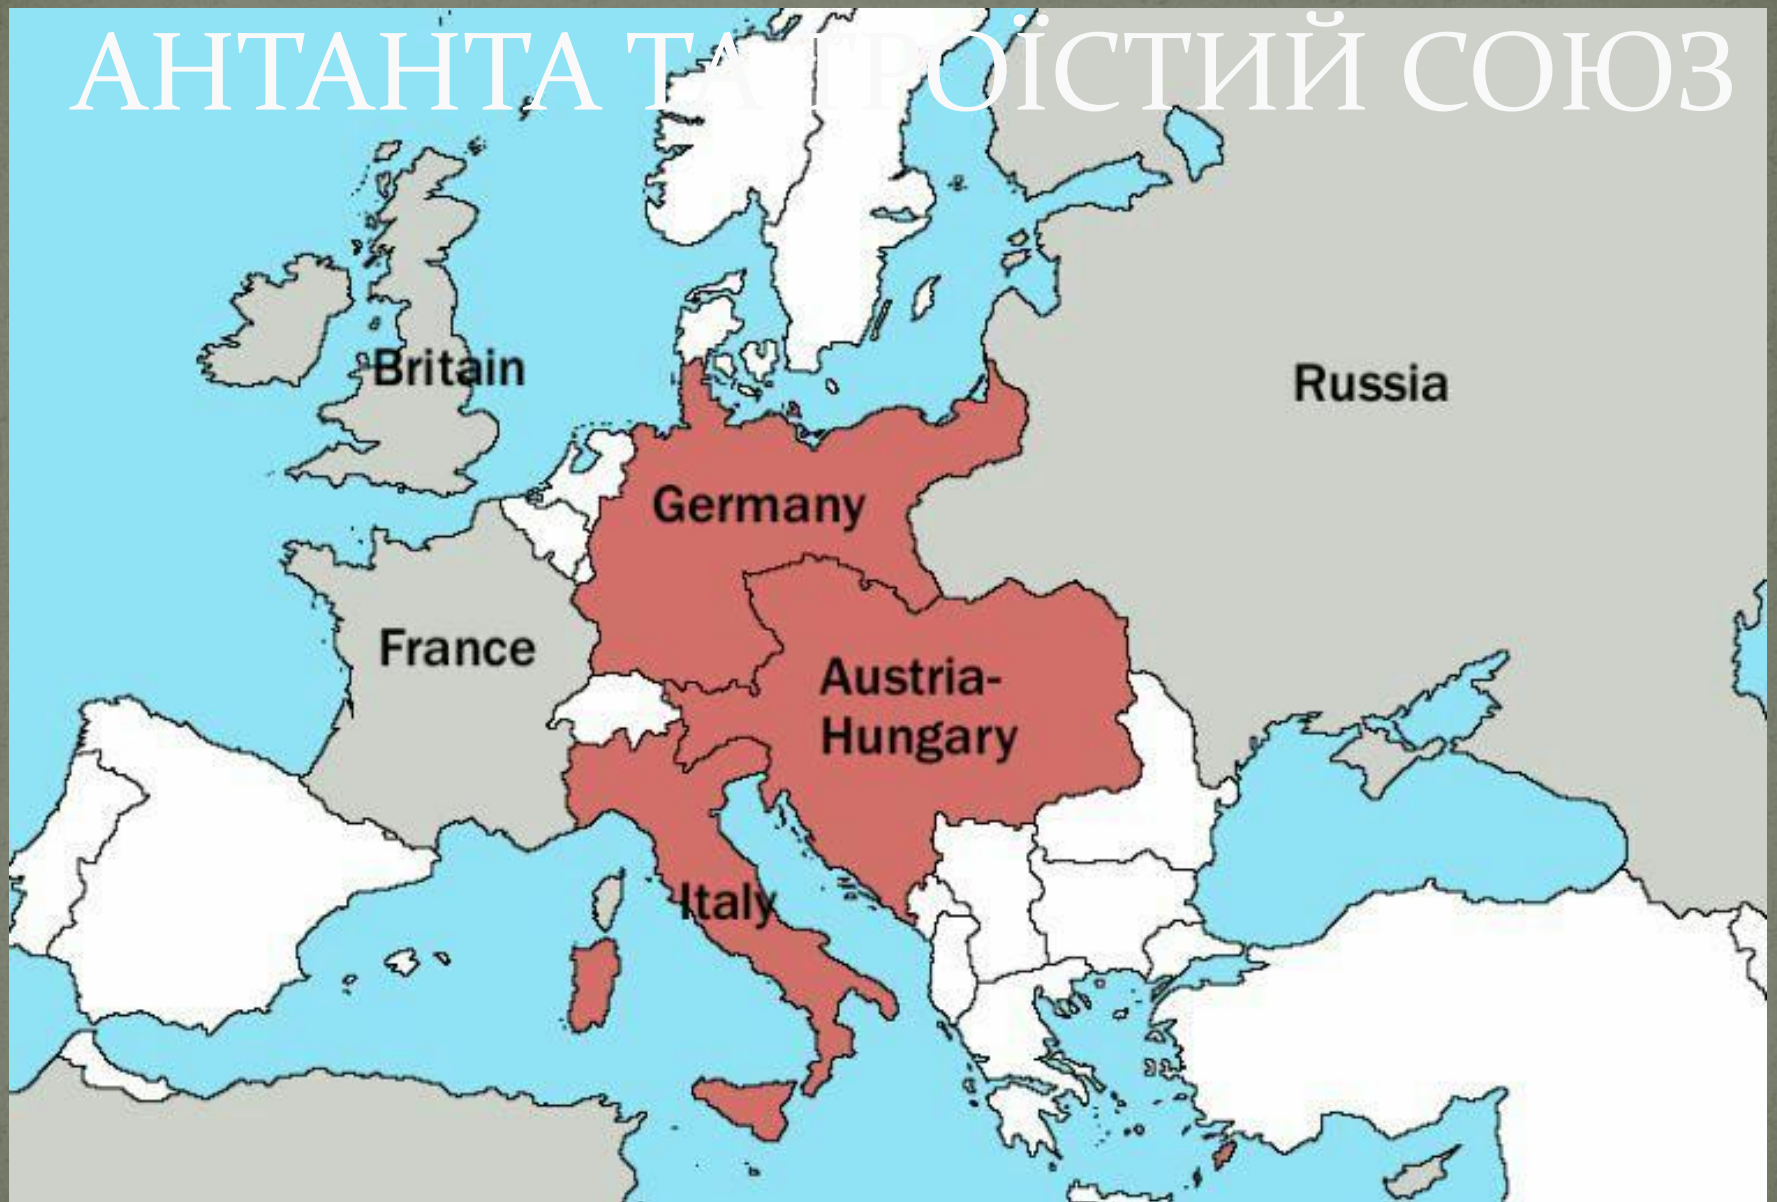 АНТАНТА ТА ТРОЇСТИЙ СОЮЗ
Britain
Russia
Germany
France
Austria-
Hungary
Italy